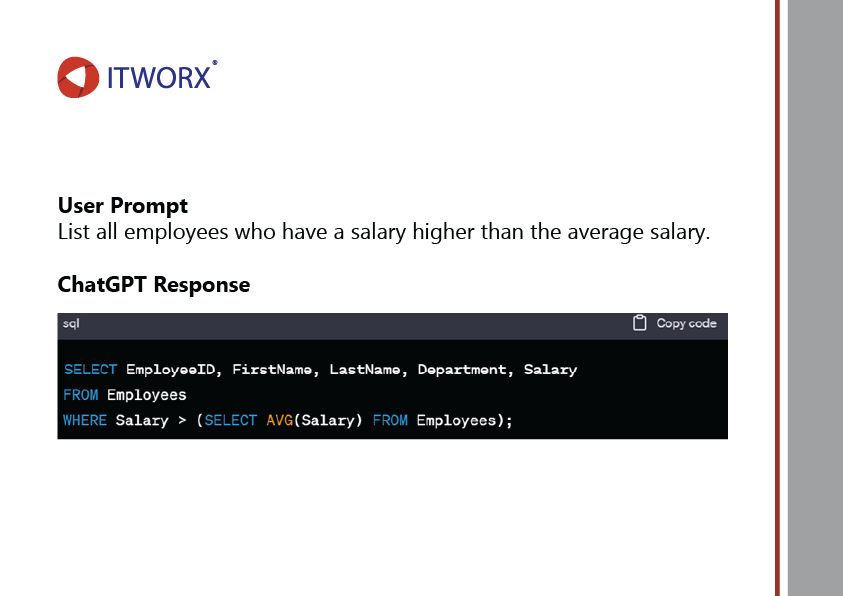 ITWORX®
User Prompt
List all employees who have a salary higher than the average salary.
ChatGPT Response
sql Copy code
SELECT EmployeeID, FirstName, LastName, Department, Salary
FROM Employees
WHERE Salary > (SELECT AVG(Salary) FROM Employees);